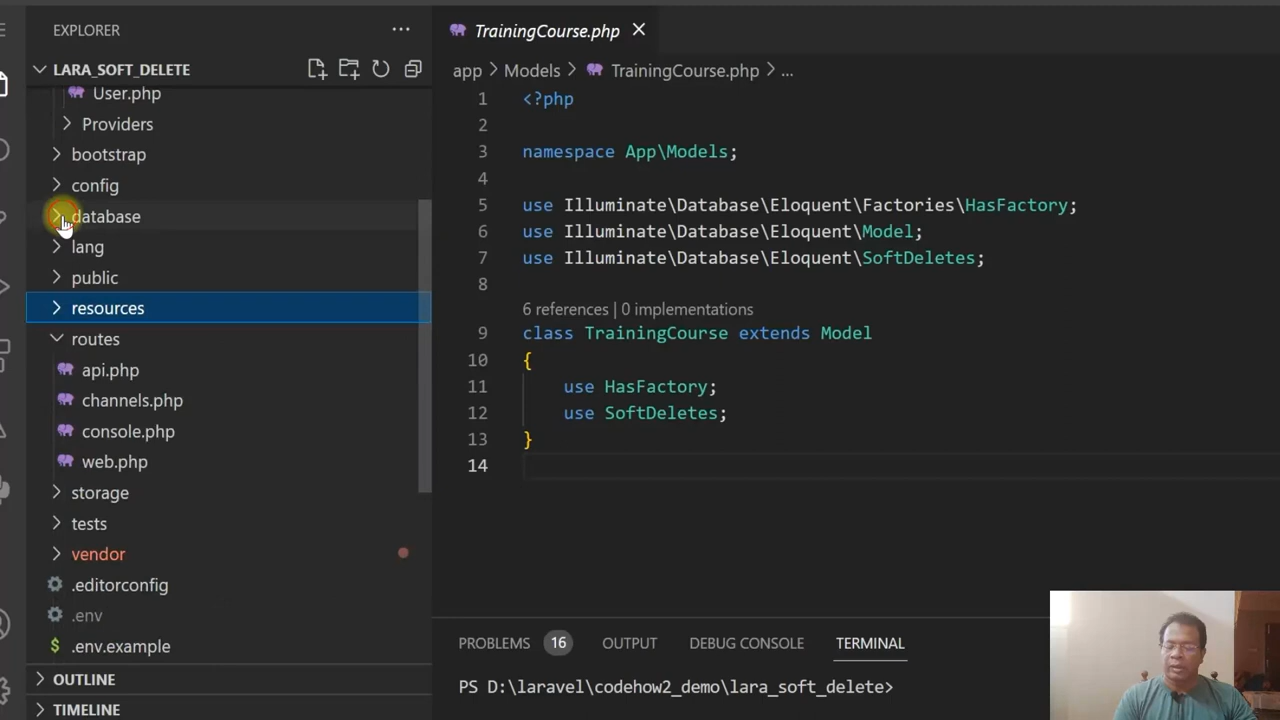 EXPLORER
LARA_SOFT_DELETE
User.php
Providers
bootstrap
config
database
lang
public
resources
routes
api.php
channels.php
console.php
web.php
storage
tests
vendor
.editorconfig
.env
$ .env.example
OUTLINE
TIMELINE
TrainingCourse.php
app > Models > TrainingCourse.php > ...
1 <?php
2
3 namespace App\Models;
4
5 use Illuminate\Database\Eloquent\Factories\HasFactory;
6 use Illuminate\Database\Eloquent\Model;
7 use Illuminate\Database\Eloquent\SoftDeletes;
8
6 references | 0 implementations
9 class TrainingCourse extends Model
10 {
11 use HasFactory;
12 use SoftDeletes;
13 }
14
PROBLEMS 16 OUTPUT DEBUG CONSOLE TERMINAL
PS D:\laravel\codehow2_demo\lara_soft_delete>